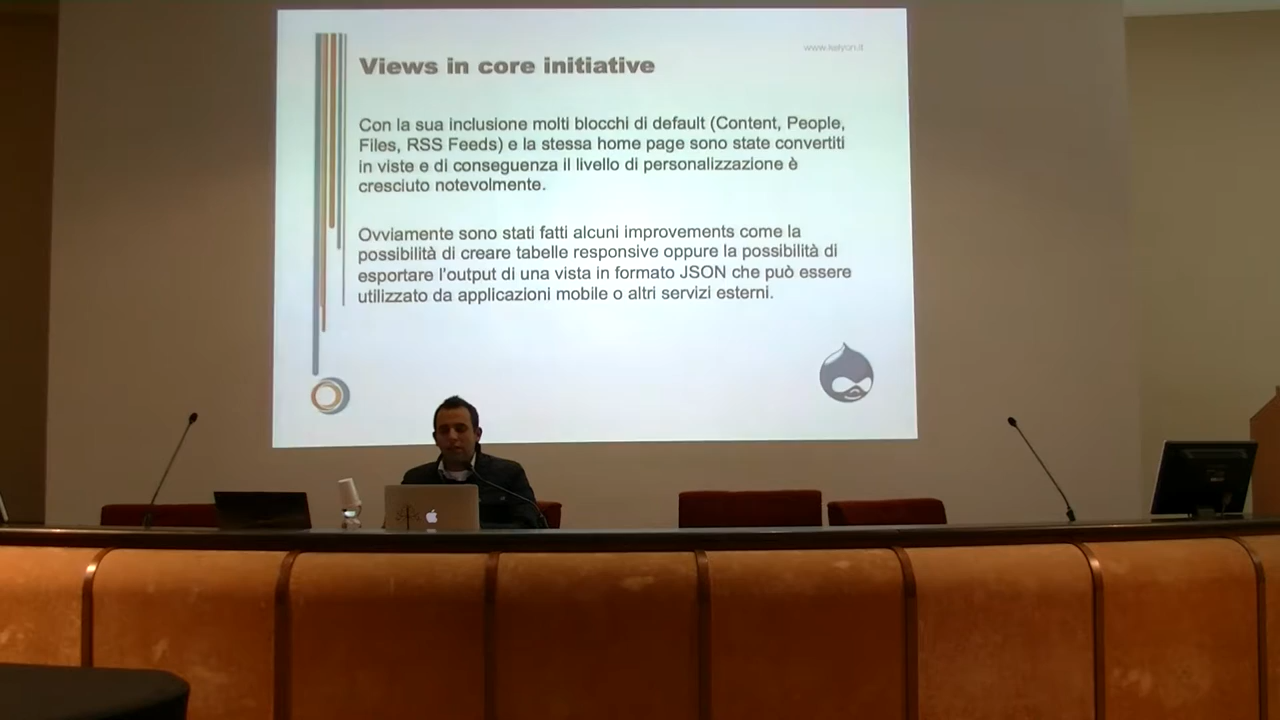 www.kelyon.it
Views in core initiative
Con la sua inclusione molti blocchi di default (Content, People,
Files, RSS Feeds) e la stessa home page sono state convertiti
in viste e di conseguenza il livello di personalizzazione è
cresciuto notevolmente.
Ovviamente sono stati fatti alcuni improvements come la
possibilità di creare tabelle responsive oppure la possibilità di
esportare l'output di una vista in formato JSON che può essere
utilizzato da applicazioni mobile o altri servizi esterni.